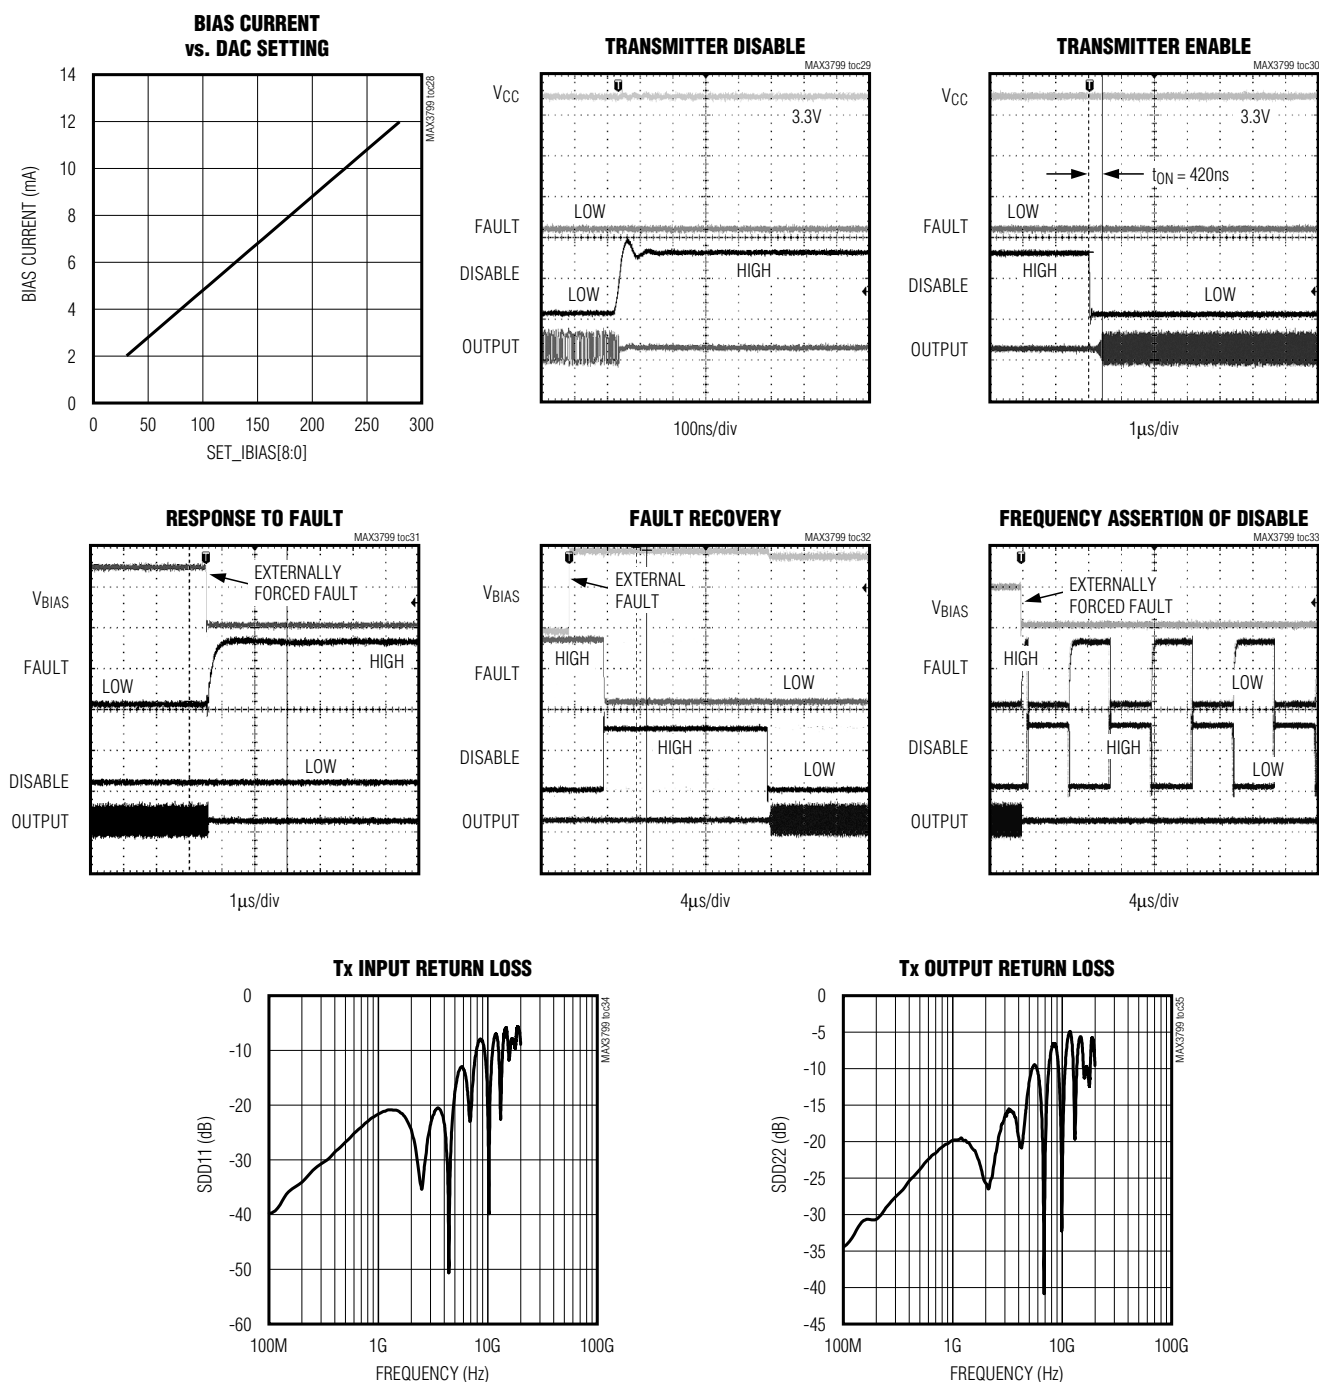 BIAS CURRENT
vs. DAC SETTING
MAX3799 toc28
BIAS CURRENT (mA)
14
12
10
8
6
4
2
0
0 50 100 150 200 250 300
SET_IBIAS[8:0]
TRANSMITTER DISABLE
MAX3799 toc29
VCC
3.3V
FAULT
LOW
DISABLE
HIGH
LOW
OUTPUT
100ns/div
TRANSMITTER ENABLE
MAX3799 toc30
VCC
3.3V
tON = 420ns
FAULT
LOW
DISABLE
HIGH
LOW
OUTPUT
1µs/div
RESPONSE TO FAULT
MAX3799 toc31
EXTERNALLY
FORCED FAULT
VBIAS
FAULT
HIGH
LOW
DISABLE
LOW
OUTPUT
1µs/div
FAULT RECOVERY
MAX3799 toc32
EXTERNAL
FAULT
VBIAS
HIGH
FAULT
LOW
DISABLE
HIGH
LOW
OUTPUT
4µs/div
FREQUENCY ASSERTION OF DISABLE
MAX3799 toc33
EXTERNALLY
FORCED FAULT
VBIAS
HIGH
FAULT
LOW
DISABLE
HIGH
LOW
OUTPUT
4µs/div
Tx INPUT RETURN LOSS
MAX3799 toc34
SDD11 (dB)
0
-10
-20
-30
-40
-50
-60
100M 1G 10G 100G
FREQUENCY (Hz)
Tx OUTPUT RETURN LOSS
MAX3799 toc35
SDD22 (dB)
0
-5
-10
-15
-20
-25
-30
-35
-40
-45
100M 1G 10G 100G
FREQUENCY (Hz)